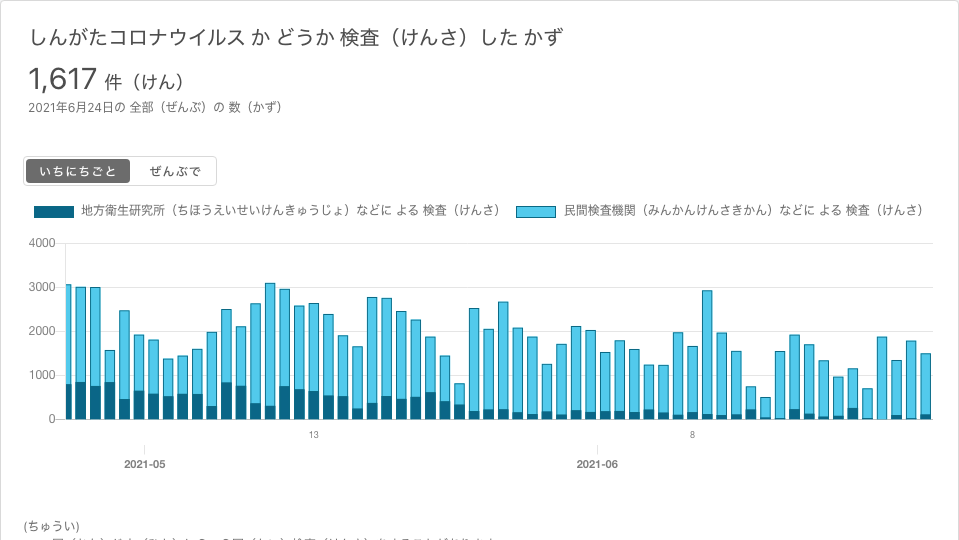 しんがたコロナウイルス か どうか 検査（けんさ）した かず
1,617 件（けん）
2021年6月24日の 全部（ぜんぶ）の 数（かず）
いちにちごと ぜんぶで
地方衛生研究所（ちほうえいせいけんきゅうじょ）などに よる 検査（けんさ） 民間検査機関（みんかんけんさきかん）などに よる 検査（けんさ）
4000
3000
2000
1000
0
13 8
2021-05 2021-06
(ちゅうい)